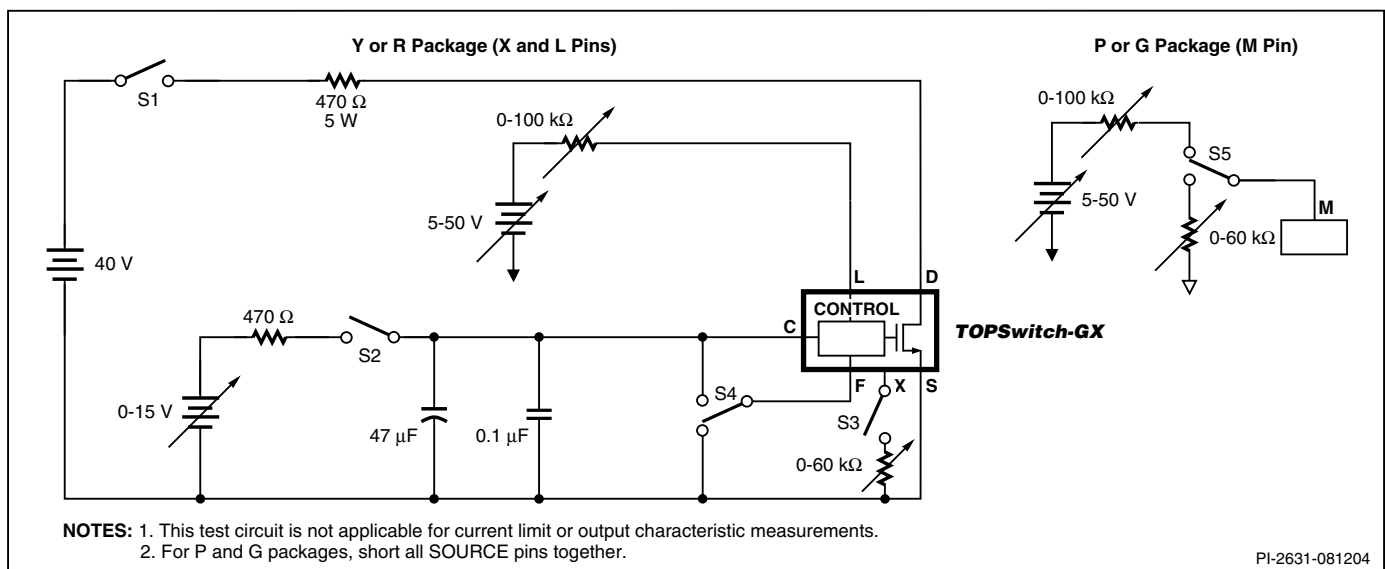 Y or R Package (X and L Pins)
P or G Package (M Pin)
S1
470 Ω
5 W
0-100 kΩ
5-50 V
40 V
470 Ω
S2
0-15 V
47 μF
0.1 μF
S4
L
D
CONTROL
C
TOPSwitch-GX
F
X
S
S3
0-60 kΩ
0-100 kΩ
S5
5-50 V
M
0-60 kΩ
NOTES: 1. This test circuit is not applicable for current limit or output characteristic measurements.
2. For P and G packages, short all SOURCE pins together.
PI-2631-081204